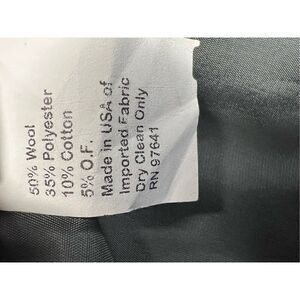 50% Wool
35% Polyester
10% Cotton
5% O.F.
Made in USA of
Imported Fabric
Dry Clean Only
RN 97641